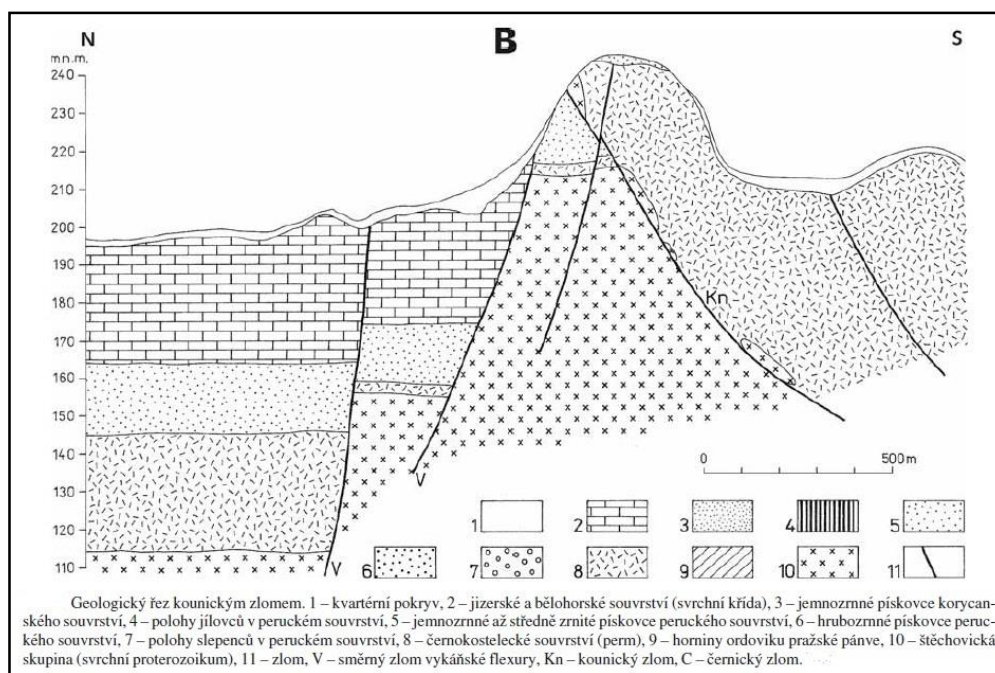 N B S
m n. m.
240
230
220
210
200
190
180
170
160
150
140
130
120
110
Kn
V
V
0 500 m
1 2 3 4 5
6 7 8 9 10 11
Geologický řez kounickým zlomem. 1 – kvartérní pokryv, 2 – jizerské a bělohorské souvrství (svrchní křída), 3 – jemnozrnné pískovce korycan-
ského souvrství, 4 – polohy jílovců v peruckém souvrství, 5 – jemnozrnné až středně zrnité pískovce peruckého souvrství, 6 – hrubozrnné pískovce peruc-
kého souvrství, 7 – polohy slepenců v peruckém souvrství, 8 – černokostelecké souvrství (perm), 9 – horniny ordoviku pražské pánve, 10 – štěchovická
skupina (svrchní proterozoikum), 11 – zlom, V – směrný zlom vykáňské flexury, Kn – kounický zlom, C – černický zlom.